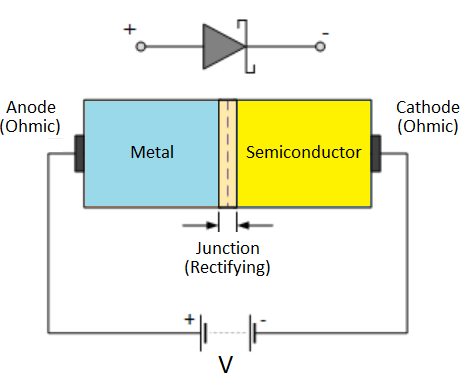 + -
Anode
(Ohmic)
Cathode
(Ohmic)
Metal
Semiconductor
Junction
(Rectifying)
+ -
V